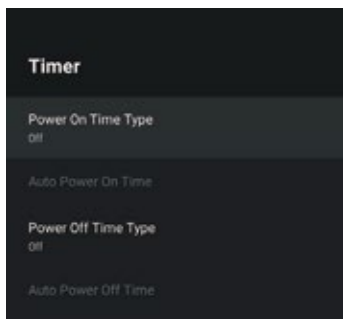 Timer
Power On Time Type
Off
Auto Power On Time
Power Off Time Type
Off
Auto Power Off Time